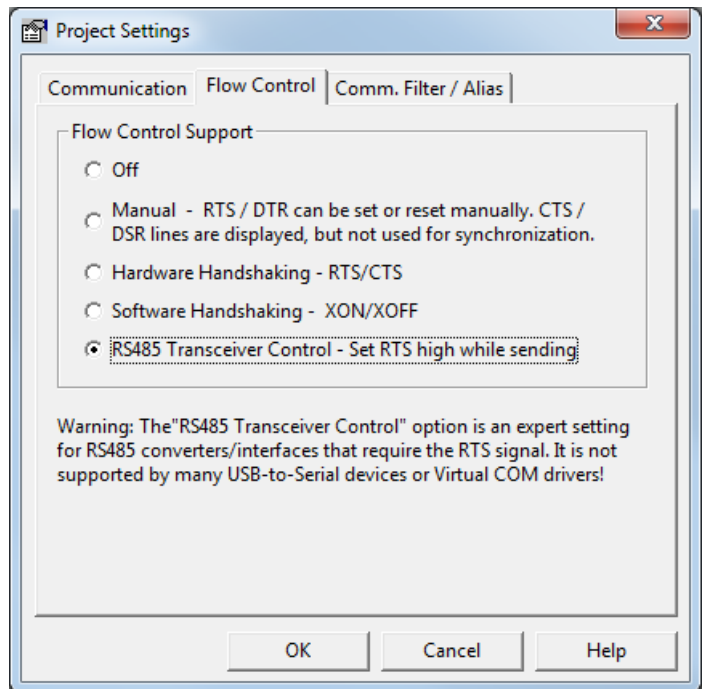 Project Settings
Communication
Flow Control
Comm. Filter / Alias
Flow Control Support
Off
Manual  -  RTS / DTR can be set or reset manually. CTS /
DSR lines are displayed, but not used for synchronization.
Hardware Handshaking - RTS/CTS
Software Handshaking -  XON/XOFF
RS485 Transceiver Control - Set RTS high while sending
Warning: The"RS485 Transceiver Control" option is an expert setting
for RS485 converters/interfaces that require the RTS signal. It is not
supported by many USB-to-Serial devices or Virtual COM drivers!
OK
Cancel
Help